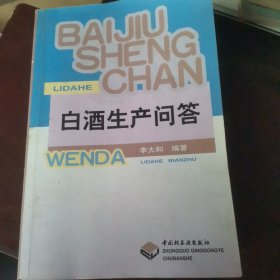 BAIJIU
SHENG
CHAN
LIDAHE
白酒生产问答
WENDA
李大和 编著
LIDAHE BIANZHU
中国轻工业出版社
ZHONGGUO QINGGONGYE
CHUBANSHE